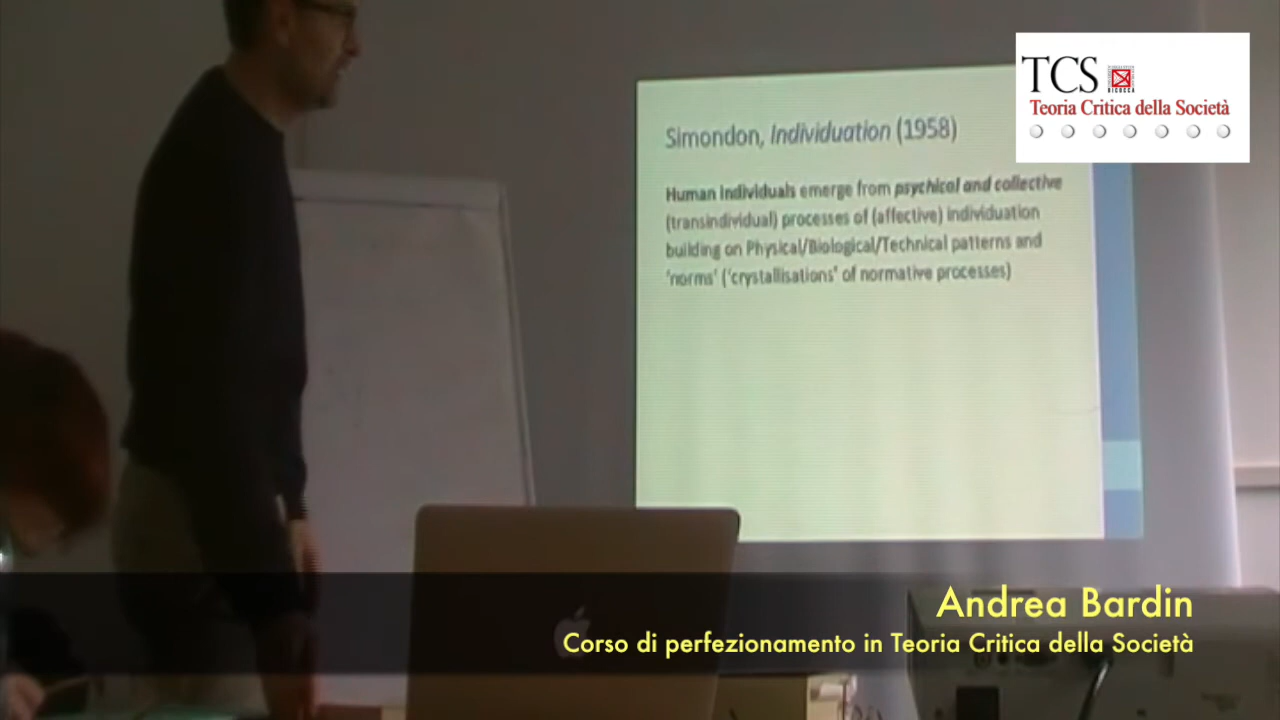 TCS
BICOCCA
Teoria Critica della Società
Simondon, Individuation (1958)
Human Individuals emerge from psychical and collective
(transindividual) processes of (affective) individuation
building on Physical/Biological/Technical patterns and
'norms' ('crystallisations' of normative processes)
Andrea Bardin
Corso di perfezionamento in Teoria Critica della Società